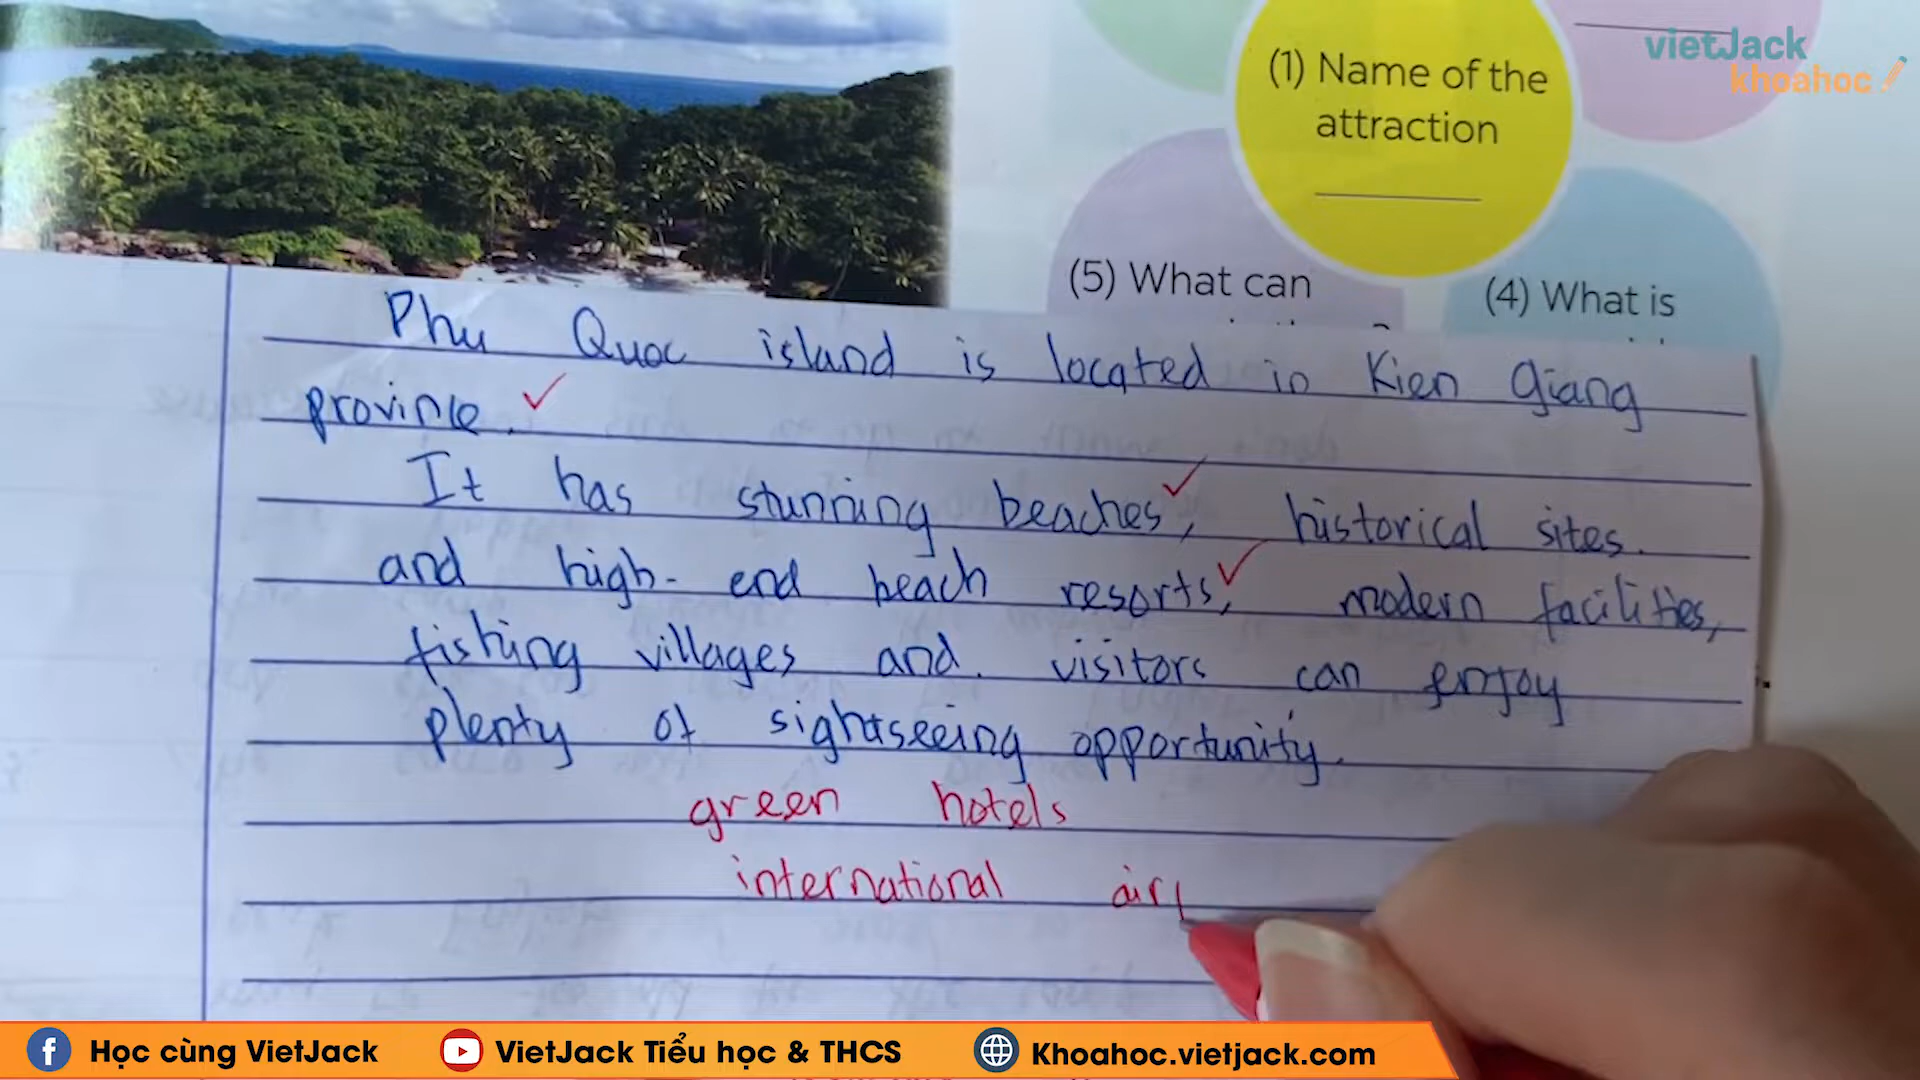 vietJack
khoahoc
(1) Name of the
attraction
(5) What can
(4) What is
Phu Quoc island is located in Kien Giang
province.
It has stunning beaches, historical sites.
and high-end beach resorts, modern facilities,
fishing villages and. visitors can enjoy
plenty of sightseeing opportunity.
green hotels
international air
Học cùng VietJack
VietJack Tiểu học & THCS
Khoahoc.vietjack.com